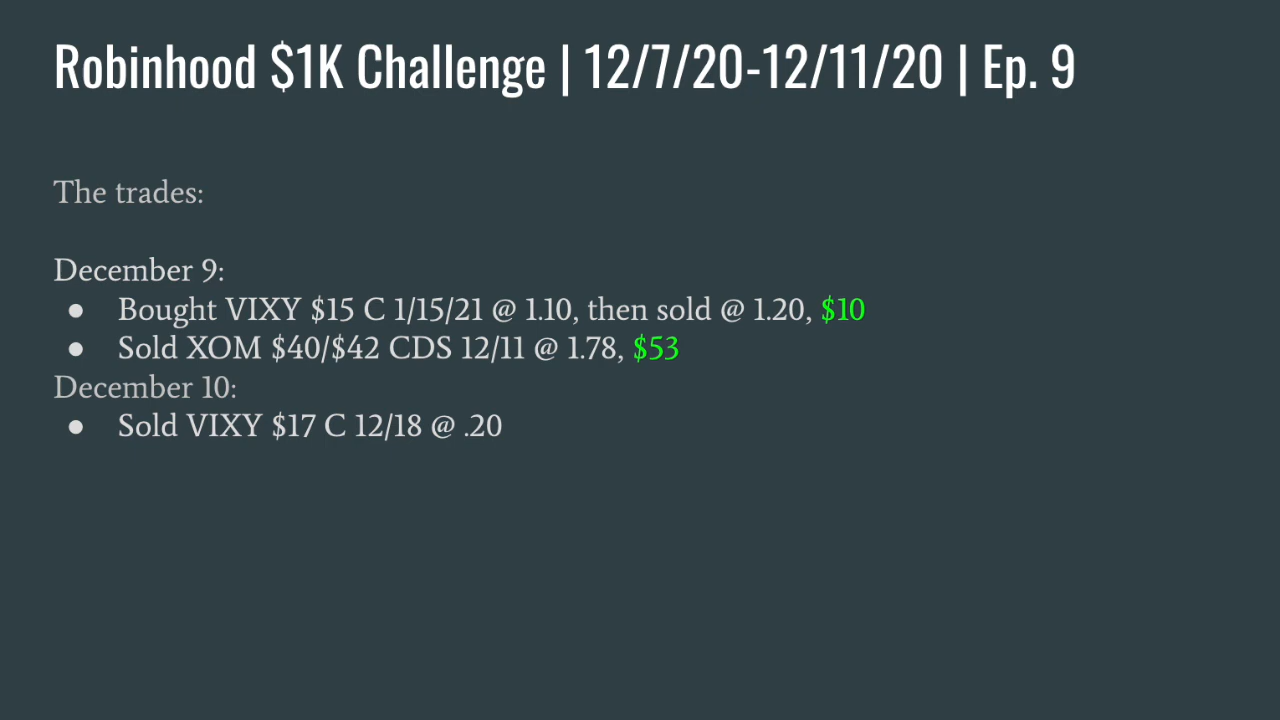 Robinhood $1K Challenge | 12/7/20-12/11/20 | Ep. 9
The trades:
December 9:
● Bought VIXY $15 C 1/15/21 @ 1.10, then sold @ 1.20, $10
● Sold XOM $40/$42 CDS 12/11 @ 1.78, $53
December 10:
● Sold VIXY $17 C 12/18 @ .20